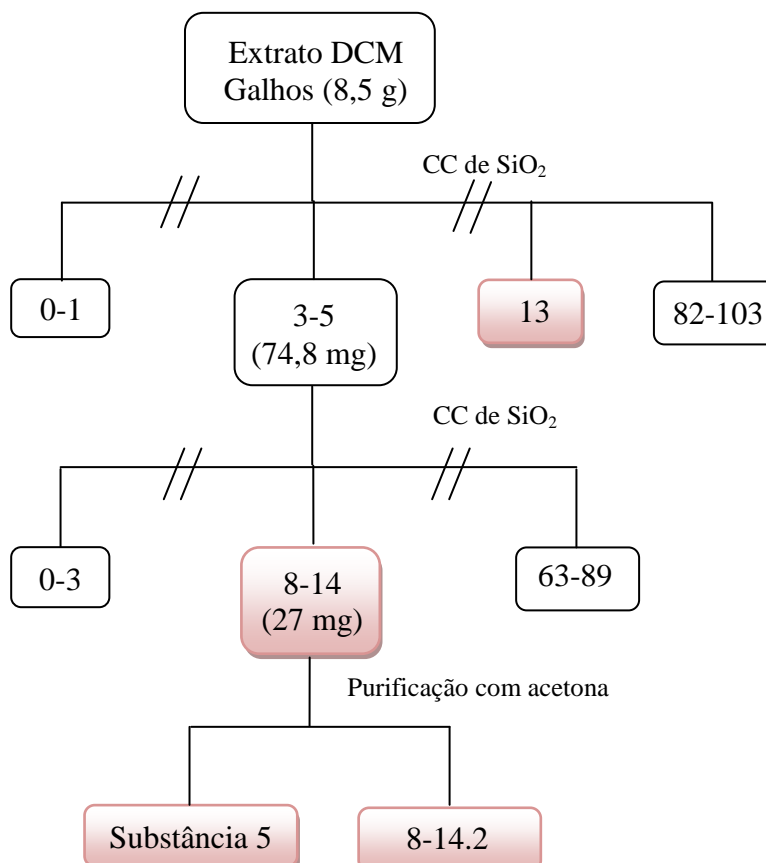 Extrato DCM
Galhos (8,5 g)
CC de SiO₂
0-1
3-5
(74,8 mg)
13
82-103
CC de SiO₂
0-3
8-14
(27 mg)
63-89
Purificação com acetona
Substância 5
8-14.2